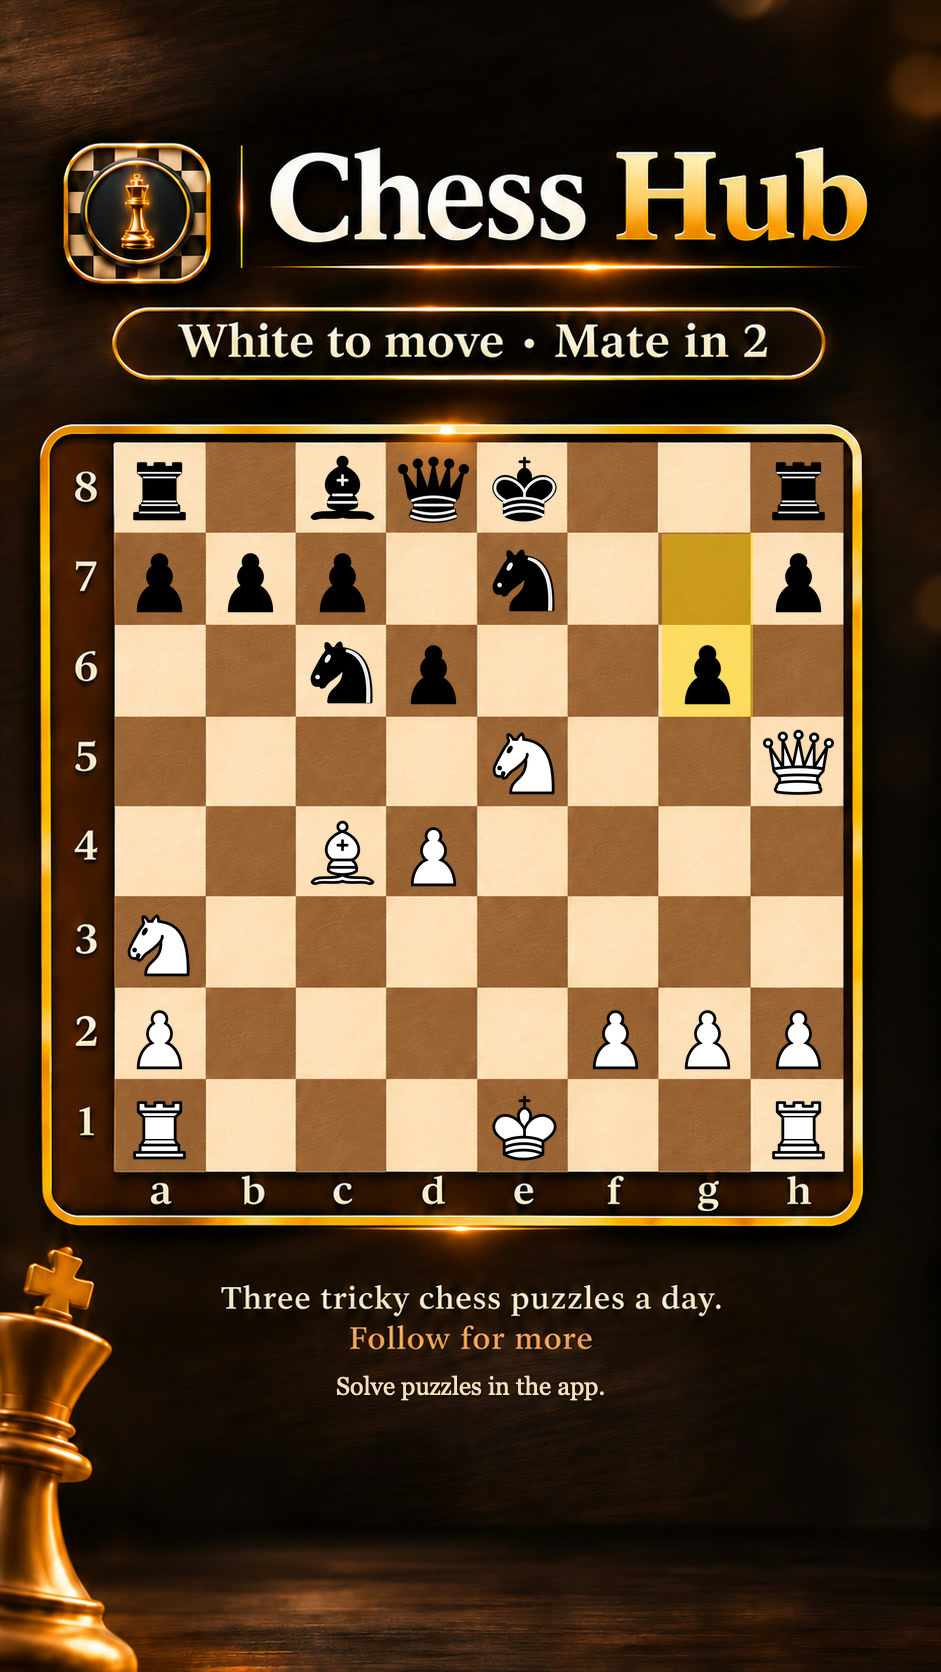 Chess Hub
White to move • Mate in 2
8
7
6
5
4
3
2
1
a b c d e f g h
Three tricky chess puzzles a day.
Follow for more
Solve puzzles in the app.